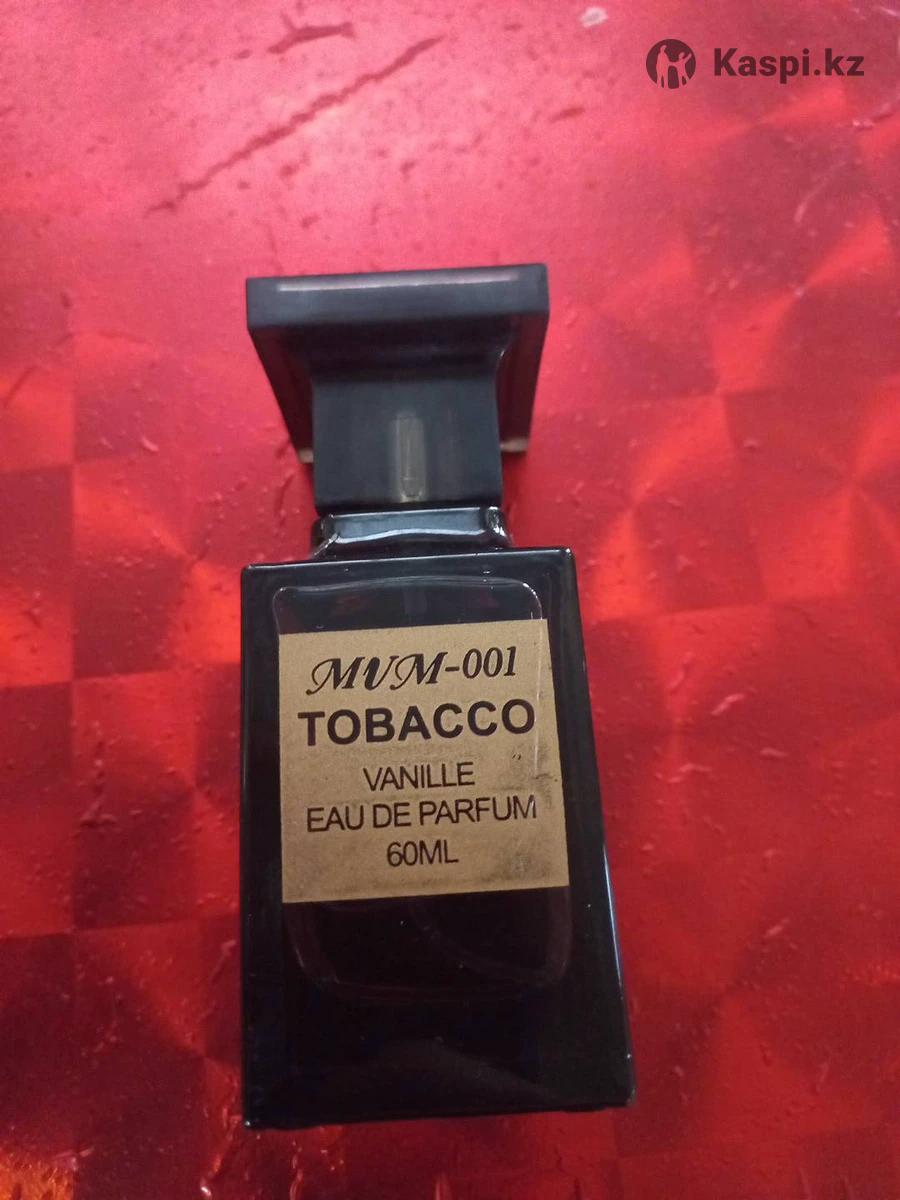 Kaspi.kz
MVM-001
TOBACCO
VANILLE
EAU DE PARFUM
60ML